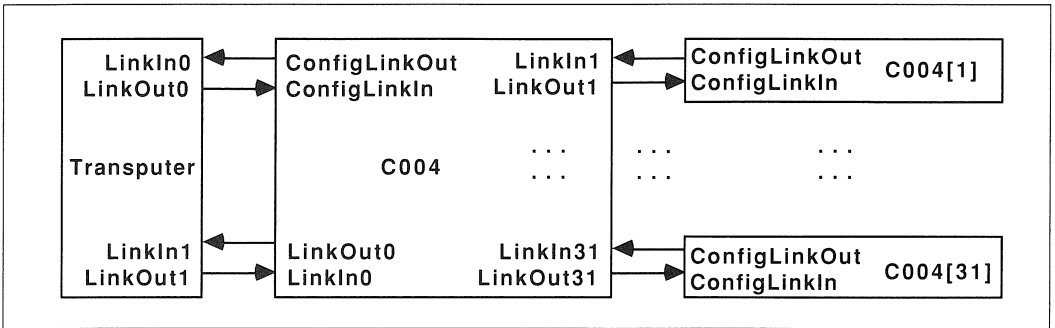 LinkIn0
LinkOut0
Transputer
LinkIn1
LinkOut1
ConfigLinkOut
ConfigLinkIn
C004
LinkOut0
LinkIn0
LinkIn1
LinkOut1
... ... ...
... ... ...
LinkIn31
LinkOut31
ConfigLinkOut
ConfigLinkIn
C004[1]
ConfigLinkOut
ConfigLinkIn
C004[31]